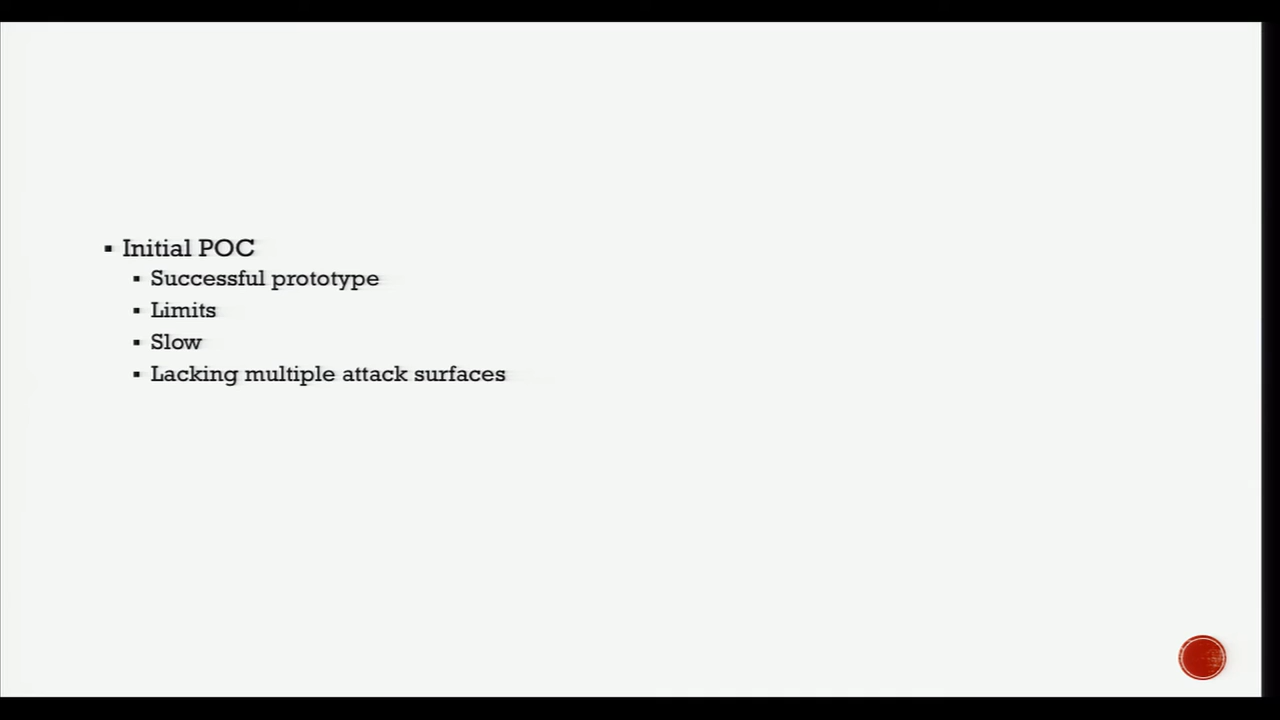 Initial POC
Successful prototype
Limits
Slow
Lacking multiple attack surfaces